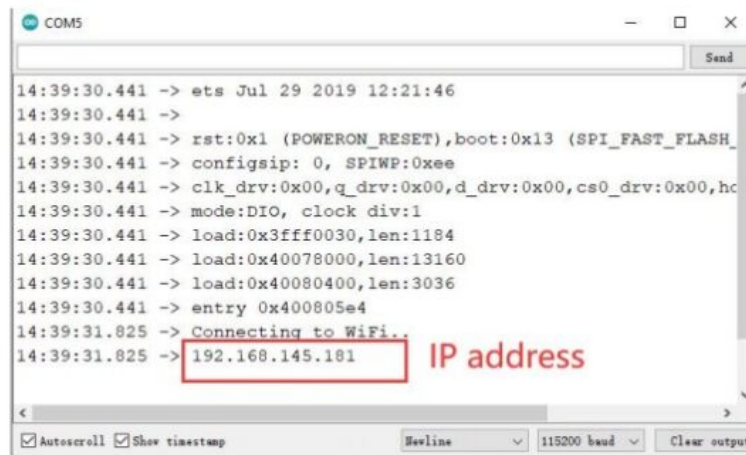 COM5
Send
14:39:30.441 -> ets Jul 29 2019 12:21:46
14:39:30.441 ->
14:39:30.441 -> rst:0x1 (POWERON_RESET),boot:0x13 (SPI_FAST_FLASH_
14:39:30.441 -> configsip: 0, SPIWP:0xee
14:39:30.441 -> clk_drv:0x00,q_drv:0x00,d_drv:0x00,cs0_drv:0x00,hd
14:39:30.441 -> mode:DIO, clock div:1
14:39:30.441 -> load:0x3fff0030,len:1184
14:39:30.441 -> load:0x40078000,len:13160
14:39:30.441 -> load:0x40080400,len:3036
14:39:30.441 -> entry 0x400805e4
14:39:31.825 -> Connecting to WiFi..
14:39:31.825 -> 192.168.145.181 IP address
Autoscroll Show timestamp Newline 115200 baud Clear output